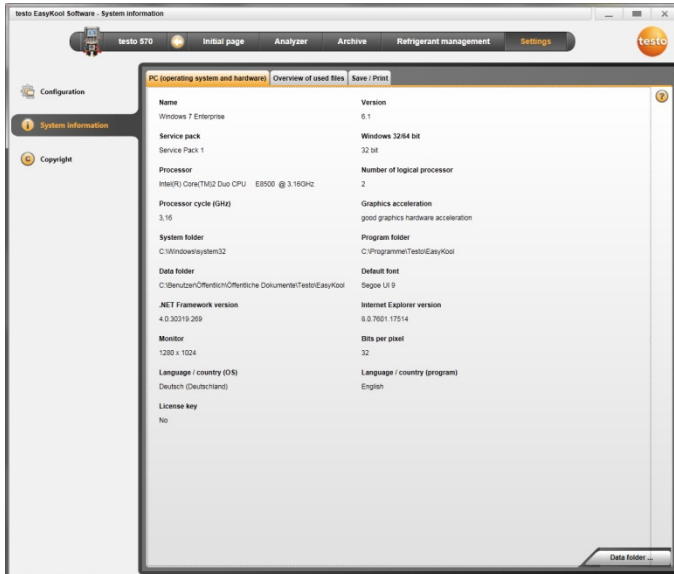 testo EasyKool Software - System information
testo 570
Initial page
Analyzer
Archive
Refrigerant management
Settings
testo
Configuration
System information
Copyright
PC (operating system and hardware)
Overview of used files
Save / Print
Name
Version
Windows 7 Enterprise
6.1
Service pack
Windows 32/64 bit
Service Pack 1
32 bit
Processor
Number of logical processor
Intel(R) Core(TM)2 Duo CPU E8500 @ 3.16GHz
2
Processor cycle (GHz)
Graphics acceleration
3,16
good graphics hardware acceleration
System folder
Program folder
C:\Windows\system32
C:\Programme\Testo\EasyKool
Data folder
Default font
C:\Benutzer\Öffentlich\Öffentliche Dokumente\Testo\EasyKool
Segoe UI 9
.NET Framework version
Internet Explorer version
4.0.30319.269
8.0.7601.17514
Monitor
Bits per pixel
1280 x 1024
32
Language / country (OS)
Language / country (program)
Deutsch (Deutschland)
English
License key
No
Data folder ...